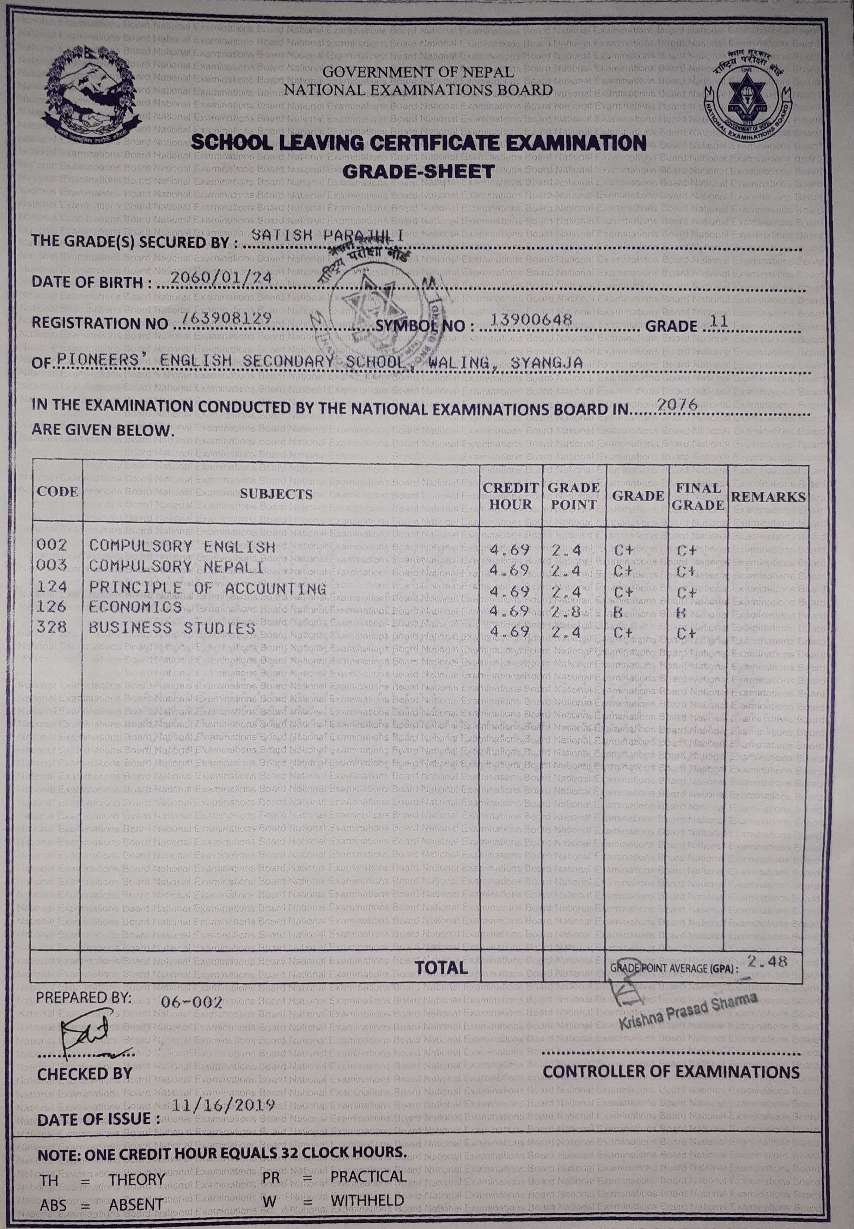 GOVERNMENT OF NEPAL
NATIONAL EXAMINATIONS BOARD
नेपाल सरकार
राष्ट्रिय परीक्षा बोर्ड
NATIONAL EXAMINATIONS BOARD
SCHOOL LEAVING CERTIFICATE EXAMINATION
GRADE-SHEET
THE GRADE(S) SECURED BY : SATISH PARAJULI
राष्ट्रिय परीक्षा बोर्ड
DATE OF BIRTH : 2060/01/24
REGISTRATION NO 763908129 SYMBOL NO : 13900648 GRADE 11
OF PIONEERS' ENGLISH SECONDARY SCHOOL, WALING, SYANGJA
IN THE EXAMINATION CONDUCTED BY THE NATIONAL EXAMINATIONS BOARD IN 2076
ARE GIVEN BELOW.
CODE SUBJECTS CREDIT HOUR GRADE POINT GRADE FINAL GRADE REMARKS
002 COMPULSORY ENGLISH 4.69 2.4 C+ C+
003 COMPULSORY NEPALI 4.69 2.4 C+ C+
124 PRINCIPLE OF ACCOUNTING 4.69 2.4 C+ C+
126 ECONOMICS 4.69 2.8 B B
328 BUSINESS STUDIES 4.69 2.4 C+ C+
TOTAL GRADE POINT AVERAGE (GPA) : 2.48
PREPARED BY: 06-002
Krishna Prasad Sharma
CHECKED BY CONTROLLER OF EXAMINATIONS
DATE OF ISSUE : 11/16/2019
NOTE: ONE CREDIT HOUR EQUALS 32 CLOCK HOURS.
TH = THEORY PR = PRACTICAL
ABS = ABSENT W = WITHHELD